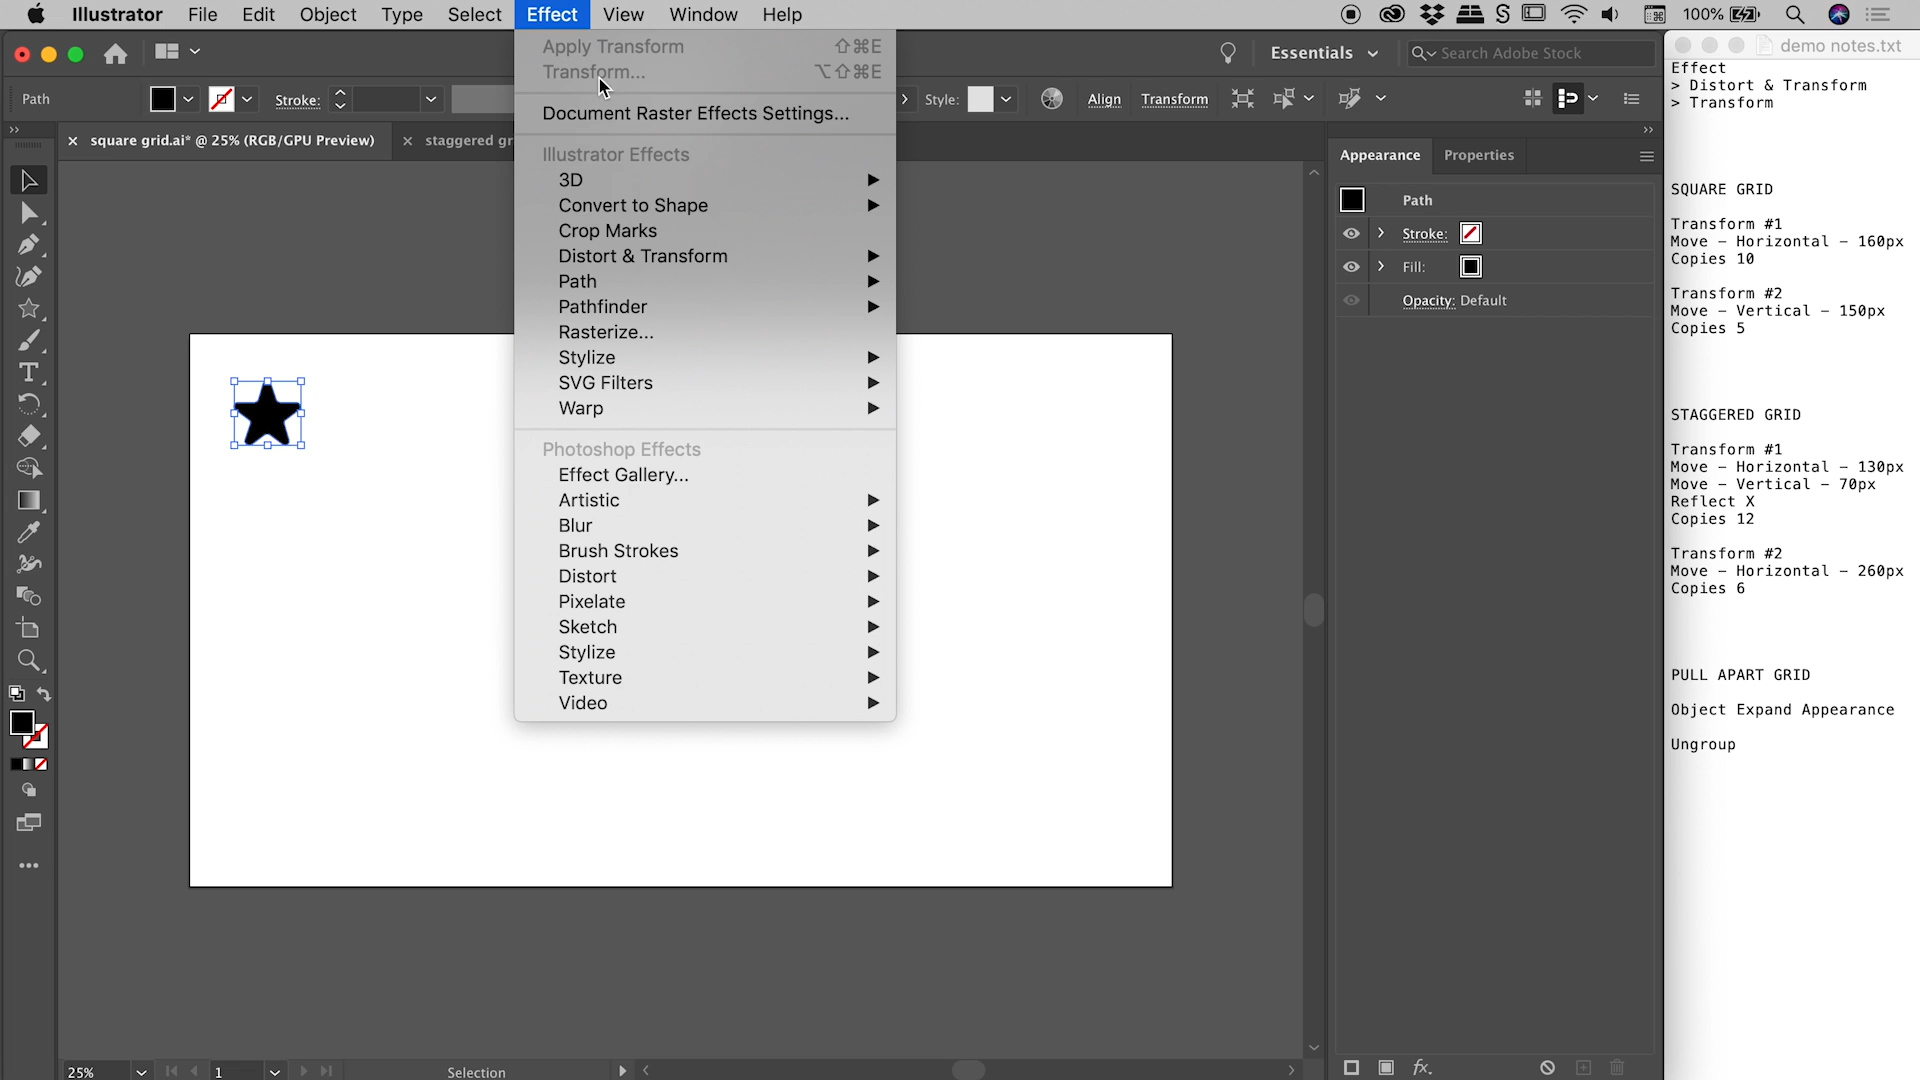 Illustrator File Edit Object Type Select Effect View Window Help 100%
Essentials Search Adobe Stock
demo notes.txt
Path Stroke: Style: Align Transform
square grid.ai* @ 25% (RGB/GPU Preview) staggered gr
Apply Transform ⇧⌘E
Transform... ⌥⇧⌘E
Document Raster Effects Settings...
Illustrator Effects
3D
Convert to Shape
Crop Marks
Distort & Transform
Path
Pathfinder
Rasterize...
Stylize
SVG Filters
Warp
Photoshop Effects
Effect Gallery...
Artistic
Blur
Brush Strokes
Distort
Pixelate
Sketch
Stylize
Texture
Video
Appearance Properties
Path
Stroke:
Fill:
Opacity: Default
Effect
> Distort & Transform
> Transform
SQUARE GRID
Transform #1
Move – Horizontal – 160px
Copies 10
Transform #2
Move – Vertical – 150px
Copies 5
STAGGERED GRID
Transform #1
Move – Horizontal – 130px
Move – Vertical – 70px
Reflect X
Copies 12
Transform #2
Move – Horizontal – 260px
Copies 6
PULL APART GRID
Object Expand Appearance
Ungroup
25% 1 Selection
fx.